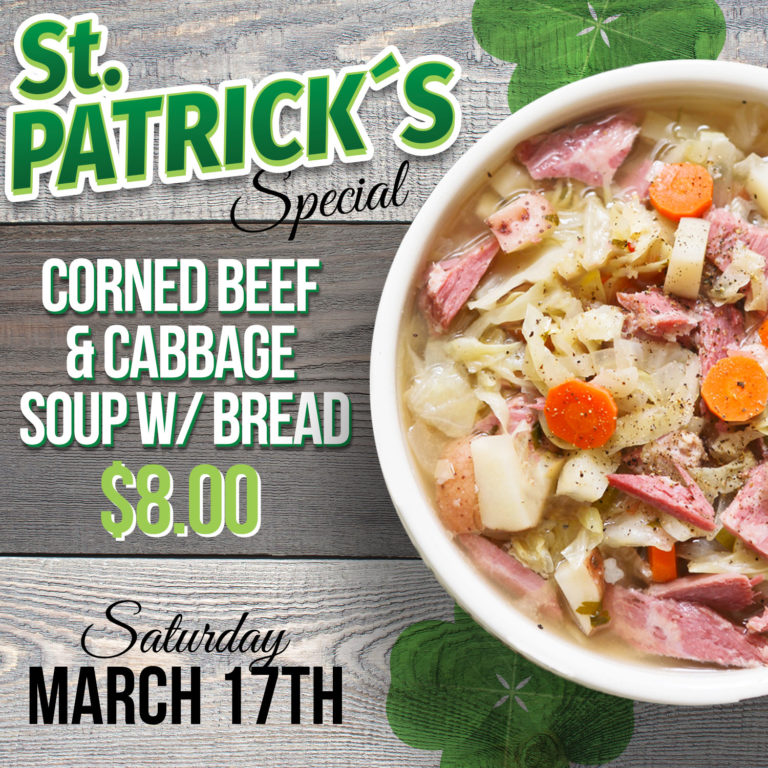 St.
PATRICK´S
Special
CORNED BEEF
& CABBAGE
SOUP W/ BREAD
$8.00
Saturday
MARCH 17TH